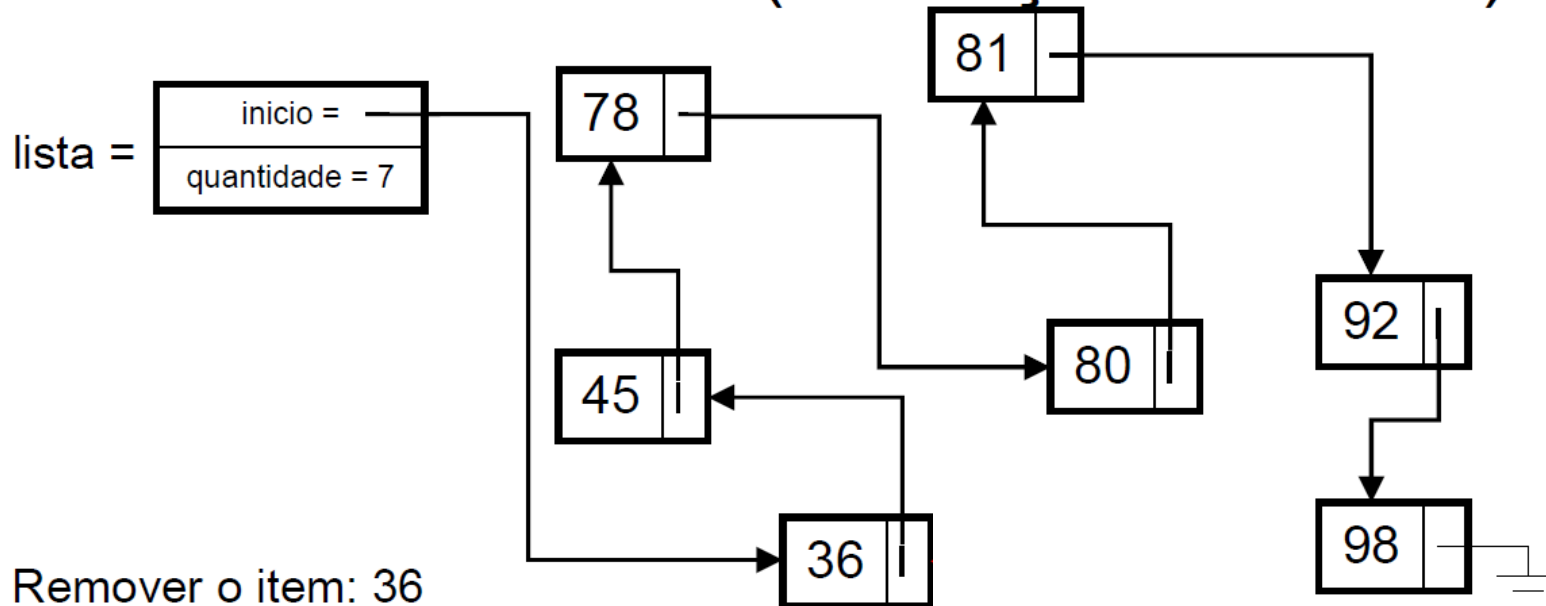 81
78
inicio =
lista =
quantidade = 7
92
80
45
98
36
Remover o item: 36